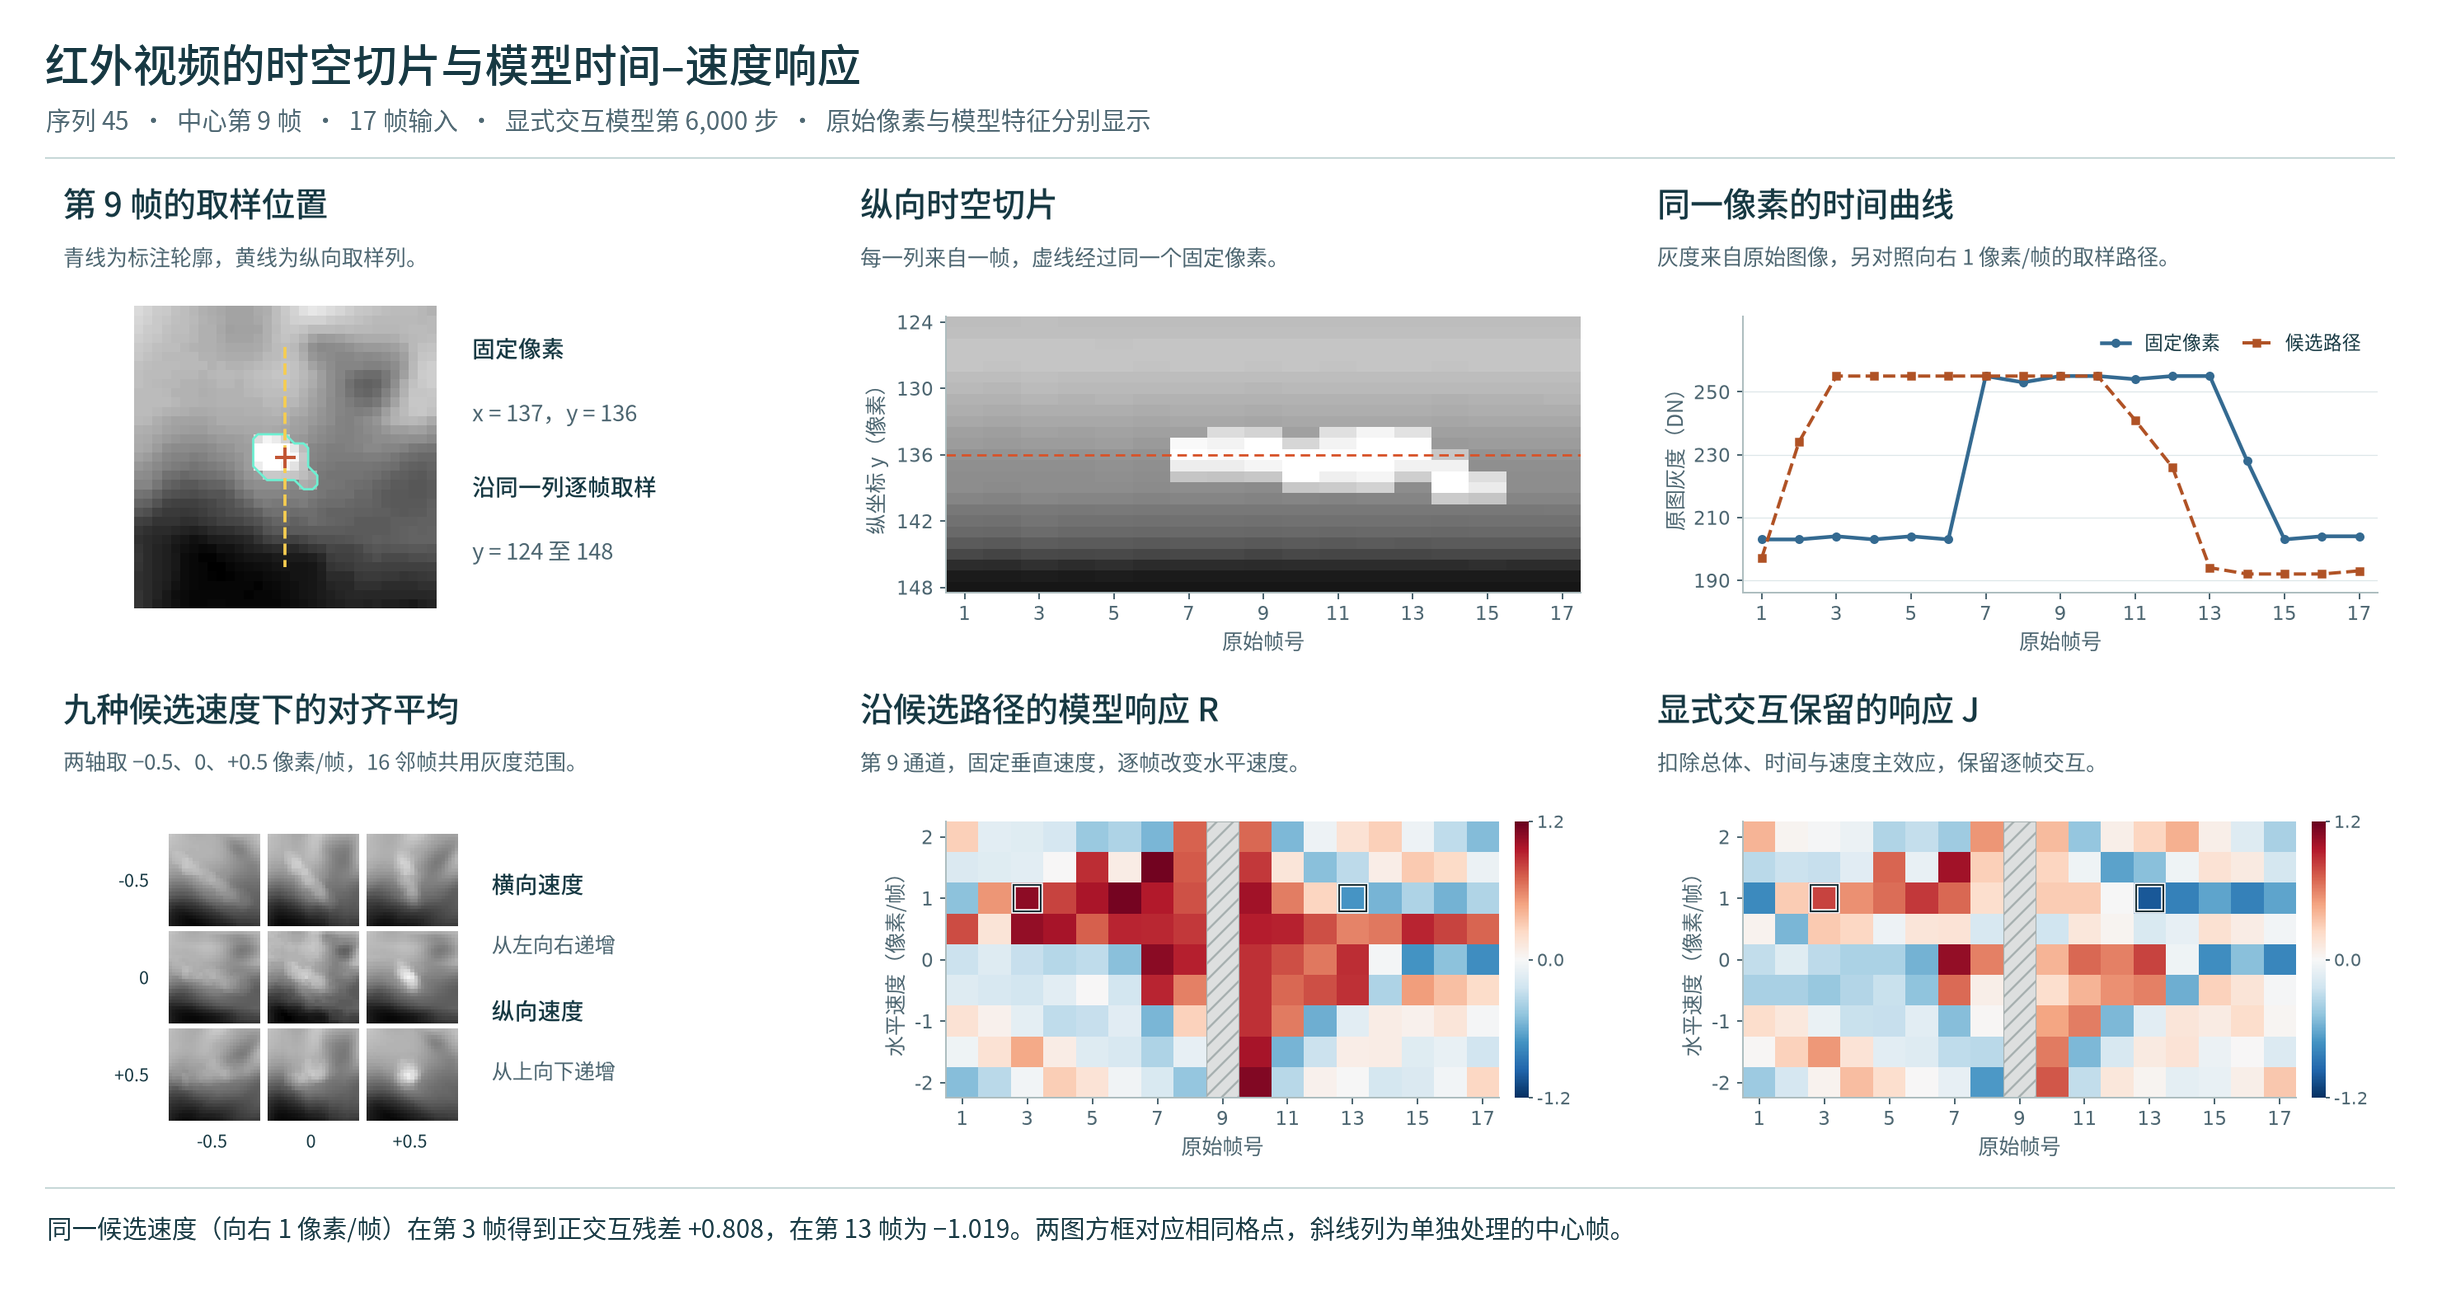 红外视频的时空切片与模型时间–速度响应
序列 45 • 中心第 9 帧 • 17 帧输入 • 显式交互模型第 6,000 步 • 原始像素与模型特征分别显示
第 9 帧的取样位置
青线为标注轮廓，黄线为纵向取样列。
固定像素
x = 137，y = 136
沿同一列逐帧取样
y = 124 至 148
纵向时空切片
每一列来自一帧，虚线经过同一个固定像素。
纵坐标 y（像素）
124
130
136
142
148
1 3 5 7 9 11 13 15 17
原始帧号
同一像素的时间曲线
灰度来自原始图像，另对照向右 1 像素/帧的取样路径。
固定像素 候选路径
原图灰度（DN）
250
230
210
190
1 3 5 7 9 11 13 15 17
原始帧号
九种候选速度下的对齐平均
两轴取 −0.5、0、+0.5 像素/帧，16 邻帧共用灰度范围。
-0.5
0
+0.5
-0.5 0 +0.5
横向速度
从左向右递增
纵向速度
从上向下递增
沿候选路径的模型响应 R
第 9 通道，固定垂直速度，逐帧改变水平速度。
水平速度（像素/帧）
2
1
0
-1
-2
1 3 5 7 9 11 13 15 17
原始帧号
1.2
0.0
-1.2
显式交互保留的响应 J
扣除总体、时间与速度主效应，保留逐帧交互。
水平速度（像素/帧）
2
1
0
-1
-2
1 3 5 7 9 11 13 15 17
原始帧号
1.2
0.0
-1.2
同一候选速度（向右 1 像素/帧）在第 3 帧得到正交互残差 +0.808，在第 13 帧为 −1.019。两图方框对应相同格点，斜线列为单独处理的中心帧。